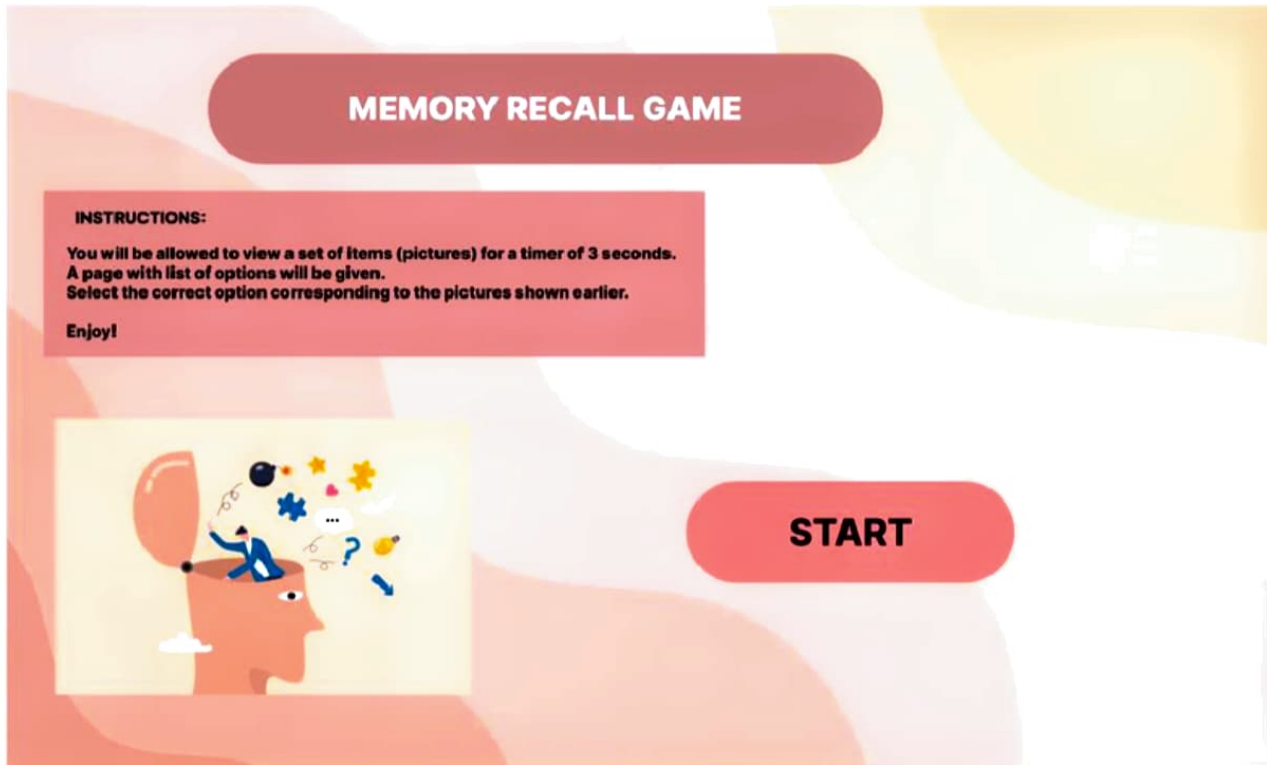 MEMORY RECALL GAME
INSTRUCTIONS:
You will be allowed to view a set of items (pictures) for a timer of 3 seconds.
A page with list of options will be given.
Select the correct option corresponding to the pictures shown earlier.
Enjoy!
...
?
START